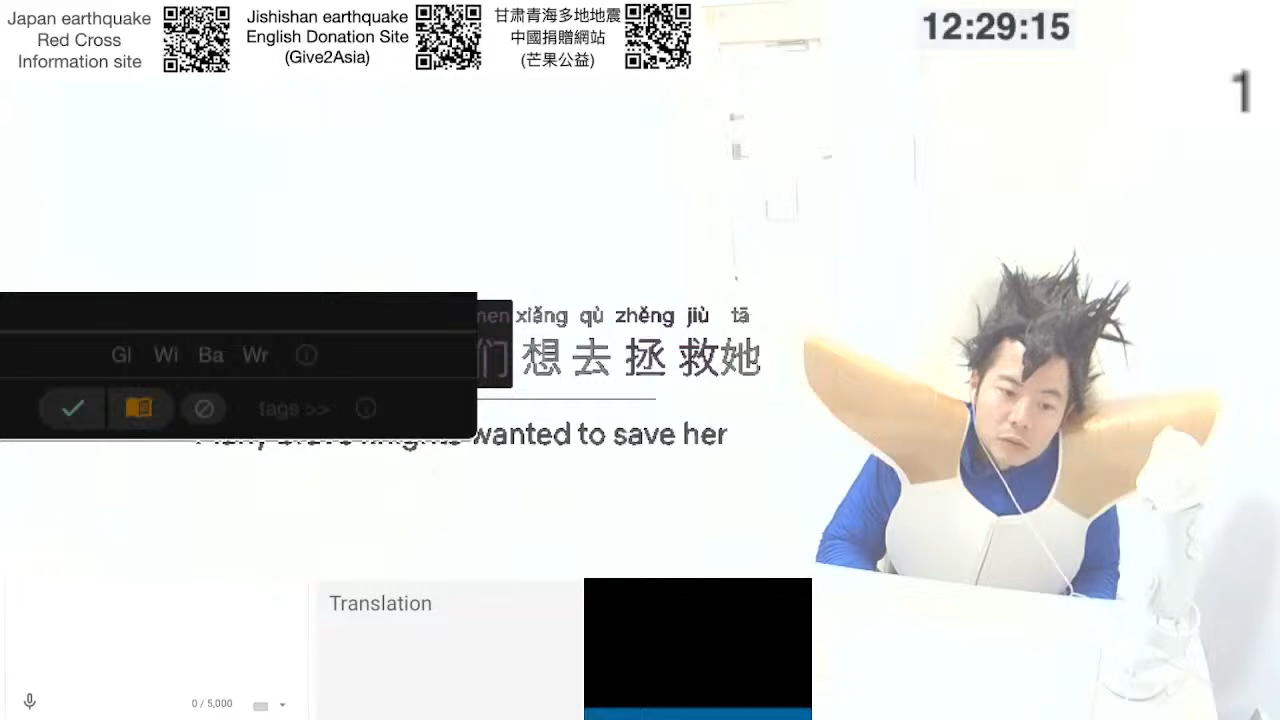 Japan earthquake
Red Cross
Information site
Jishishan earthquake
English Donation Site
(Give2Asia)
甘肃青海多地地震
中國捐贈網站
(芒果公益)
12:29:15
1
men xiǎng qù zhěng jiù tā
们 想 去 拯 救 她
Gl Wi Ba Wr
tags >>
wanted to save her
Translation
0 / 5,000